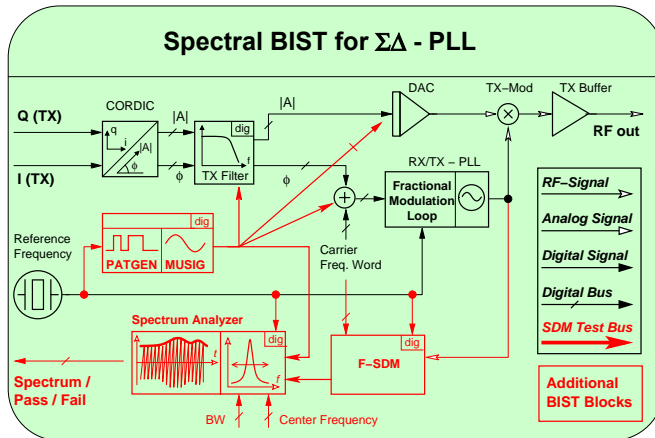 Spectral BIST for ΣΔ - PLL
Q (TX)
I (TX)
CORDIC
q
i
|A|
ϕ
|A|
ϕ
dig
f
TX Filter
|A|
ϕ
DAC
TX-Mod
TX Buffer
RF out
RX/TX - PLL
Fractional
Modulation
Loop
Reference
Frequency
dig
PATGEN
MUSIG
Carrier
Freq. Word
Spectrum Analyzer
t
dig
f
dig
F-SDM
Spectrum /
Pass / Fail
BW
Center Frequency
RF-Signal
Analog Signal
Digital Signal
Digital Bus
SDM Test Bus
Additional
BIST Blocks